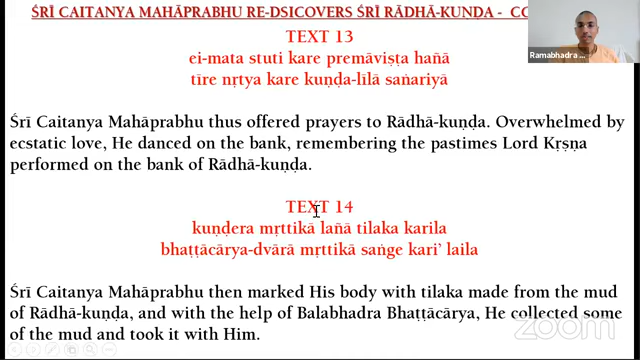 ŚRĪ CAITANYA MAHĀPRABHU RE-DSICOVERS ŚRĪ RĀDHĀ-KUNDA - CO
Ramabhadra
TEXT 13
ei-mata stuti kare premāviṣṭa hañā
tīre nṛtya kare kuṇḍa-līlā saṅariyā
Śrī Caitanya Mahāprabhu thus offered prayers to Rādhā-kuṇḍa. Overwhelmed by
ecstatic love, He danced on the bank, remembering the pastimes Lord Kṛṣṇa
performed on the bank of Rādhā-kuṇḍa.
TEXT 14
kuṇḍera mṛttikā lañā tilaka karila
bhaṭṭācārya-dvārā mṛttikā saṅge kari' laila
Śrī Caitanya Mahāprabhu then marked His body with tilaka made from the mud
of Rādhā-kuṇḍa, and with the help of Balabhadra Bhaṭṭācārya, He collected some
of the mud and took it with Him.
zoom